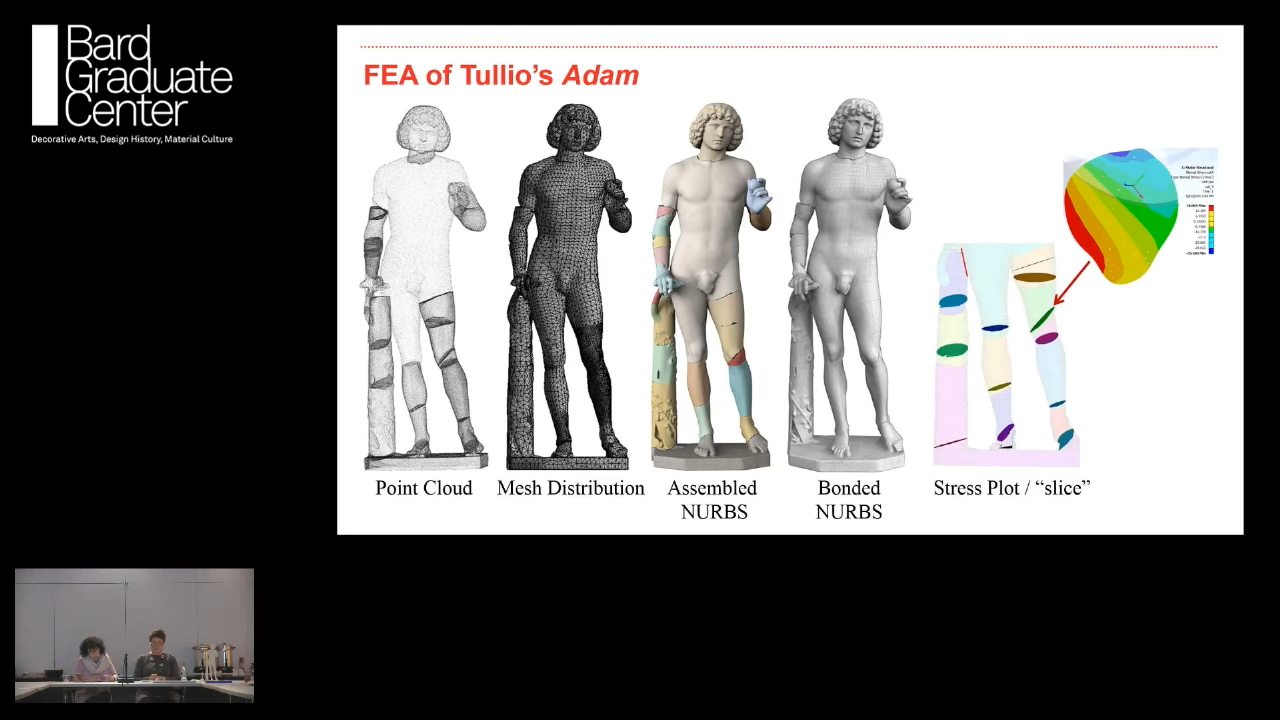 Bard
Graduate
Center
Decorative Arts, Design History, Material Culture
FEA of Tullio's Adam
Point Cloud
Mesh Distribution
Assembled
NURBS
Bonded
NURBS
Stress Plot / “slice”